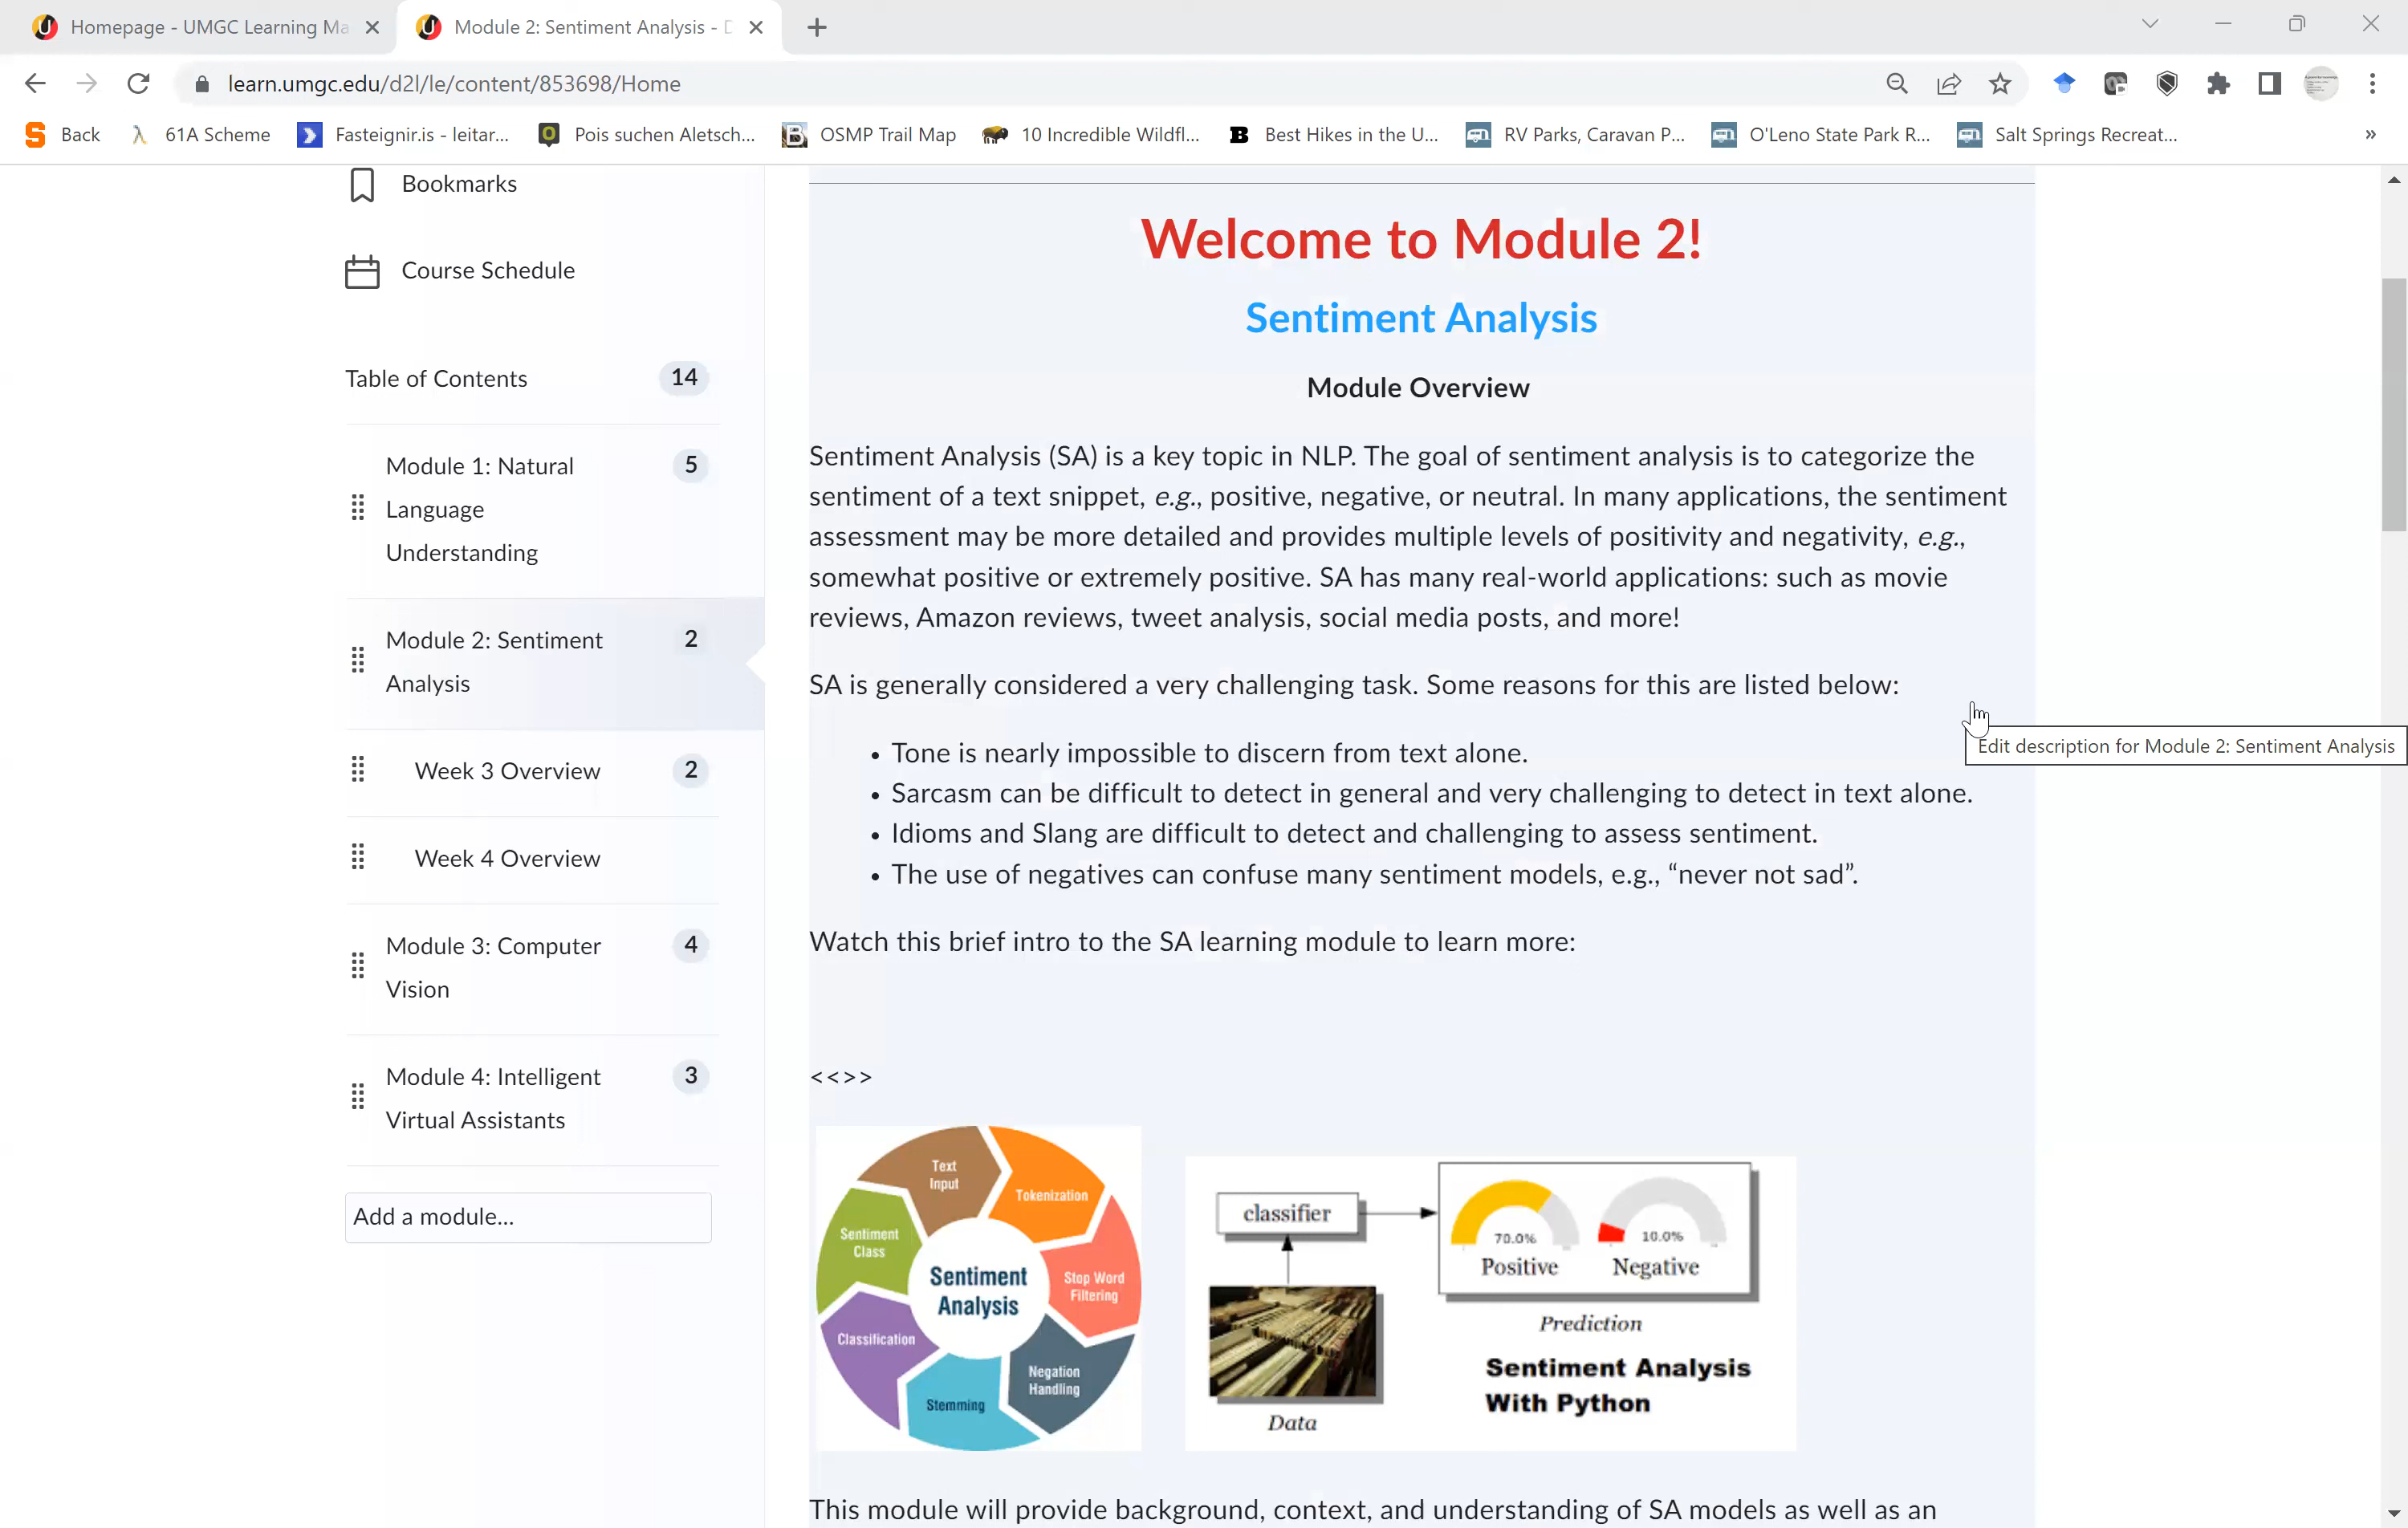 Homepage - UMGC Learning Ma
Module 2: Sentiment Analysis - D
learn.umgc.edu/d2l/le/content/853698/Home
Back
61A Scheme
Fasteignir.is - leitar...
Pois suchen Aletsch...
OSMP Trail Map
10 Incredible Wildfl...
Best Hikes in the U...
RV Parks, Caravan P...
O'Leno State Park R...
Salt Springs Recreat...
»
Bookmarks
Course Schedule
Table of Contents 14
Module 1: Natural 5
Language
Understanding
Module 2: Sentiment 2
Analysis
Week 3 Overview 2
Week 4 Overview
Module 3: Computer 4
Vision
Module 4: Intelligent 3
Virtual Assistants
Add a module...
Welcome to Module 2!
Sentiment Analysis
Module Overview
Sentiment Analysis (SA) is a key topic in NLP. The goal of sentiment analysis is to categorize the
sentiment of a text snippet, e.g., positive, negative, or neutral. In many applications, the sentiment
assessment may be more detailed and provides multiple levels of positivity and negativity, e.g.,
somewhat positive or extremely positive. SA has many real-world applications: such as movie
reviews, Amazon reviews, tweet analysis, social media posts, and more!
SA is generally considered a very challenging task. Some reasons for this are listed below:
Edit description for Module 2: Sentiment Analysis
• Tone is nearly impossible to discern from text alone.
• Sarcasm can be difficult to detect in general and very challenging to detect in text alone.
• Idioms and Slang are difficult to detect and challenging to assess sentiment.
• The use of negatives can confuse many sentiment models, e.g., “never not sad”.
Watch this brief intro to the SA learning module to learn more:
<<>>
Text
Input
Tokenization
Stop Word
Filtering
Negation
Handling
Stemming
Classification
Sentiment
Class
Sentiment
Analysis
classifier
70.0%
Positive
10.0%
Negative
Prediction
Data
Sentiment Analysis
With Python
This module will provide background, context, and understanding of SA models as well as an